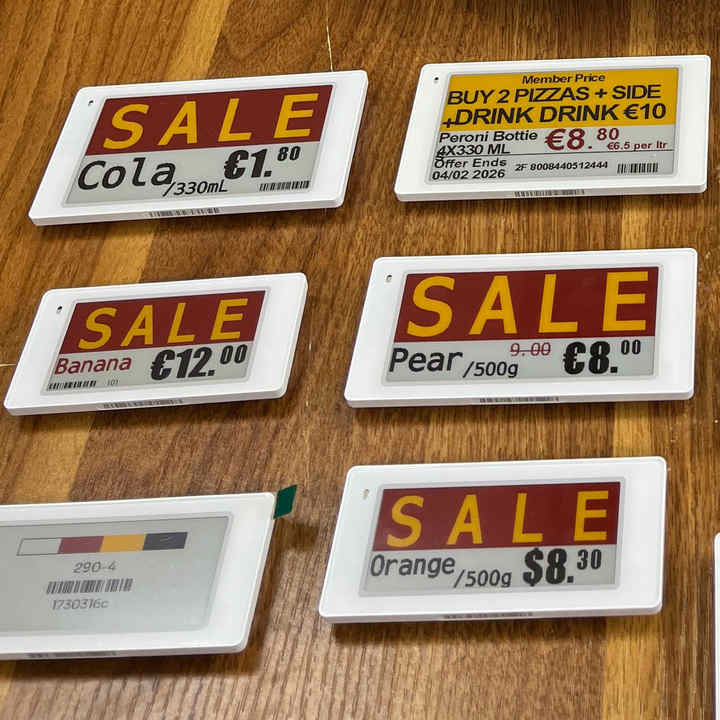 SALE
Cola /330mL €1.80
Member Price
BUY 2 PIZZAS + SIDE
+DRINK DRINK €10
Peroni Bottle €8.80
4X330 ML €6.5 per ltr
Offer Ends
04/02 2026 2F 8008440512444
SALE
Banana €12.00
101
SALE
Pear /500g 9.00 €8.00
290-4
1730316c
SALE
Orange /500g $8.30